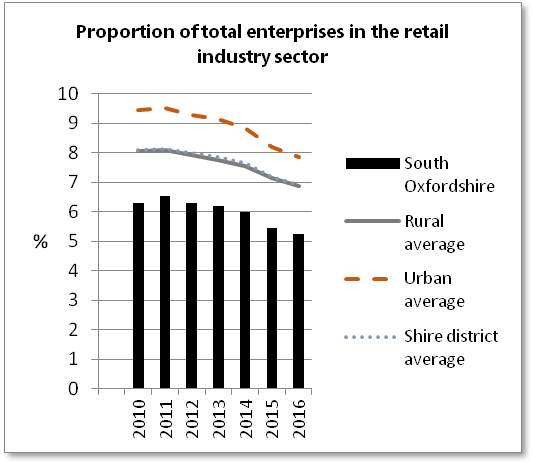 Proportion of total enterprises in the retail
industry sector
10
9
8
7
6
5
4
3
2
1
0
%
2010
2011
2012
2013
2014
2015
2016
South
Oxfordshire
Rural
average
Urban
average
Shire district
average